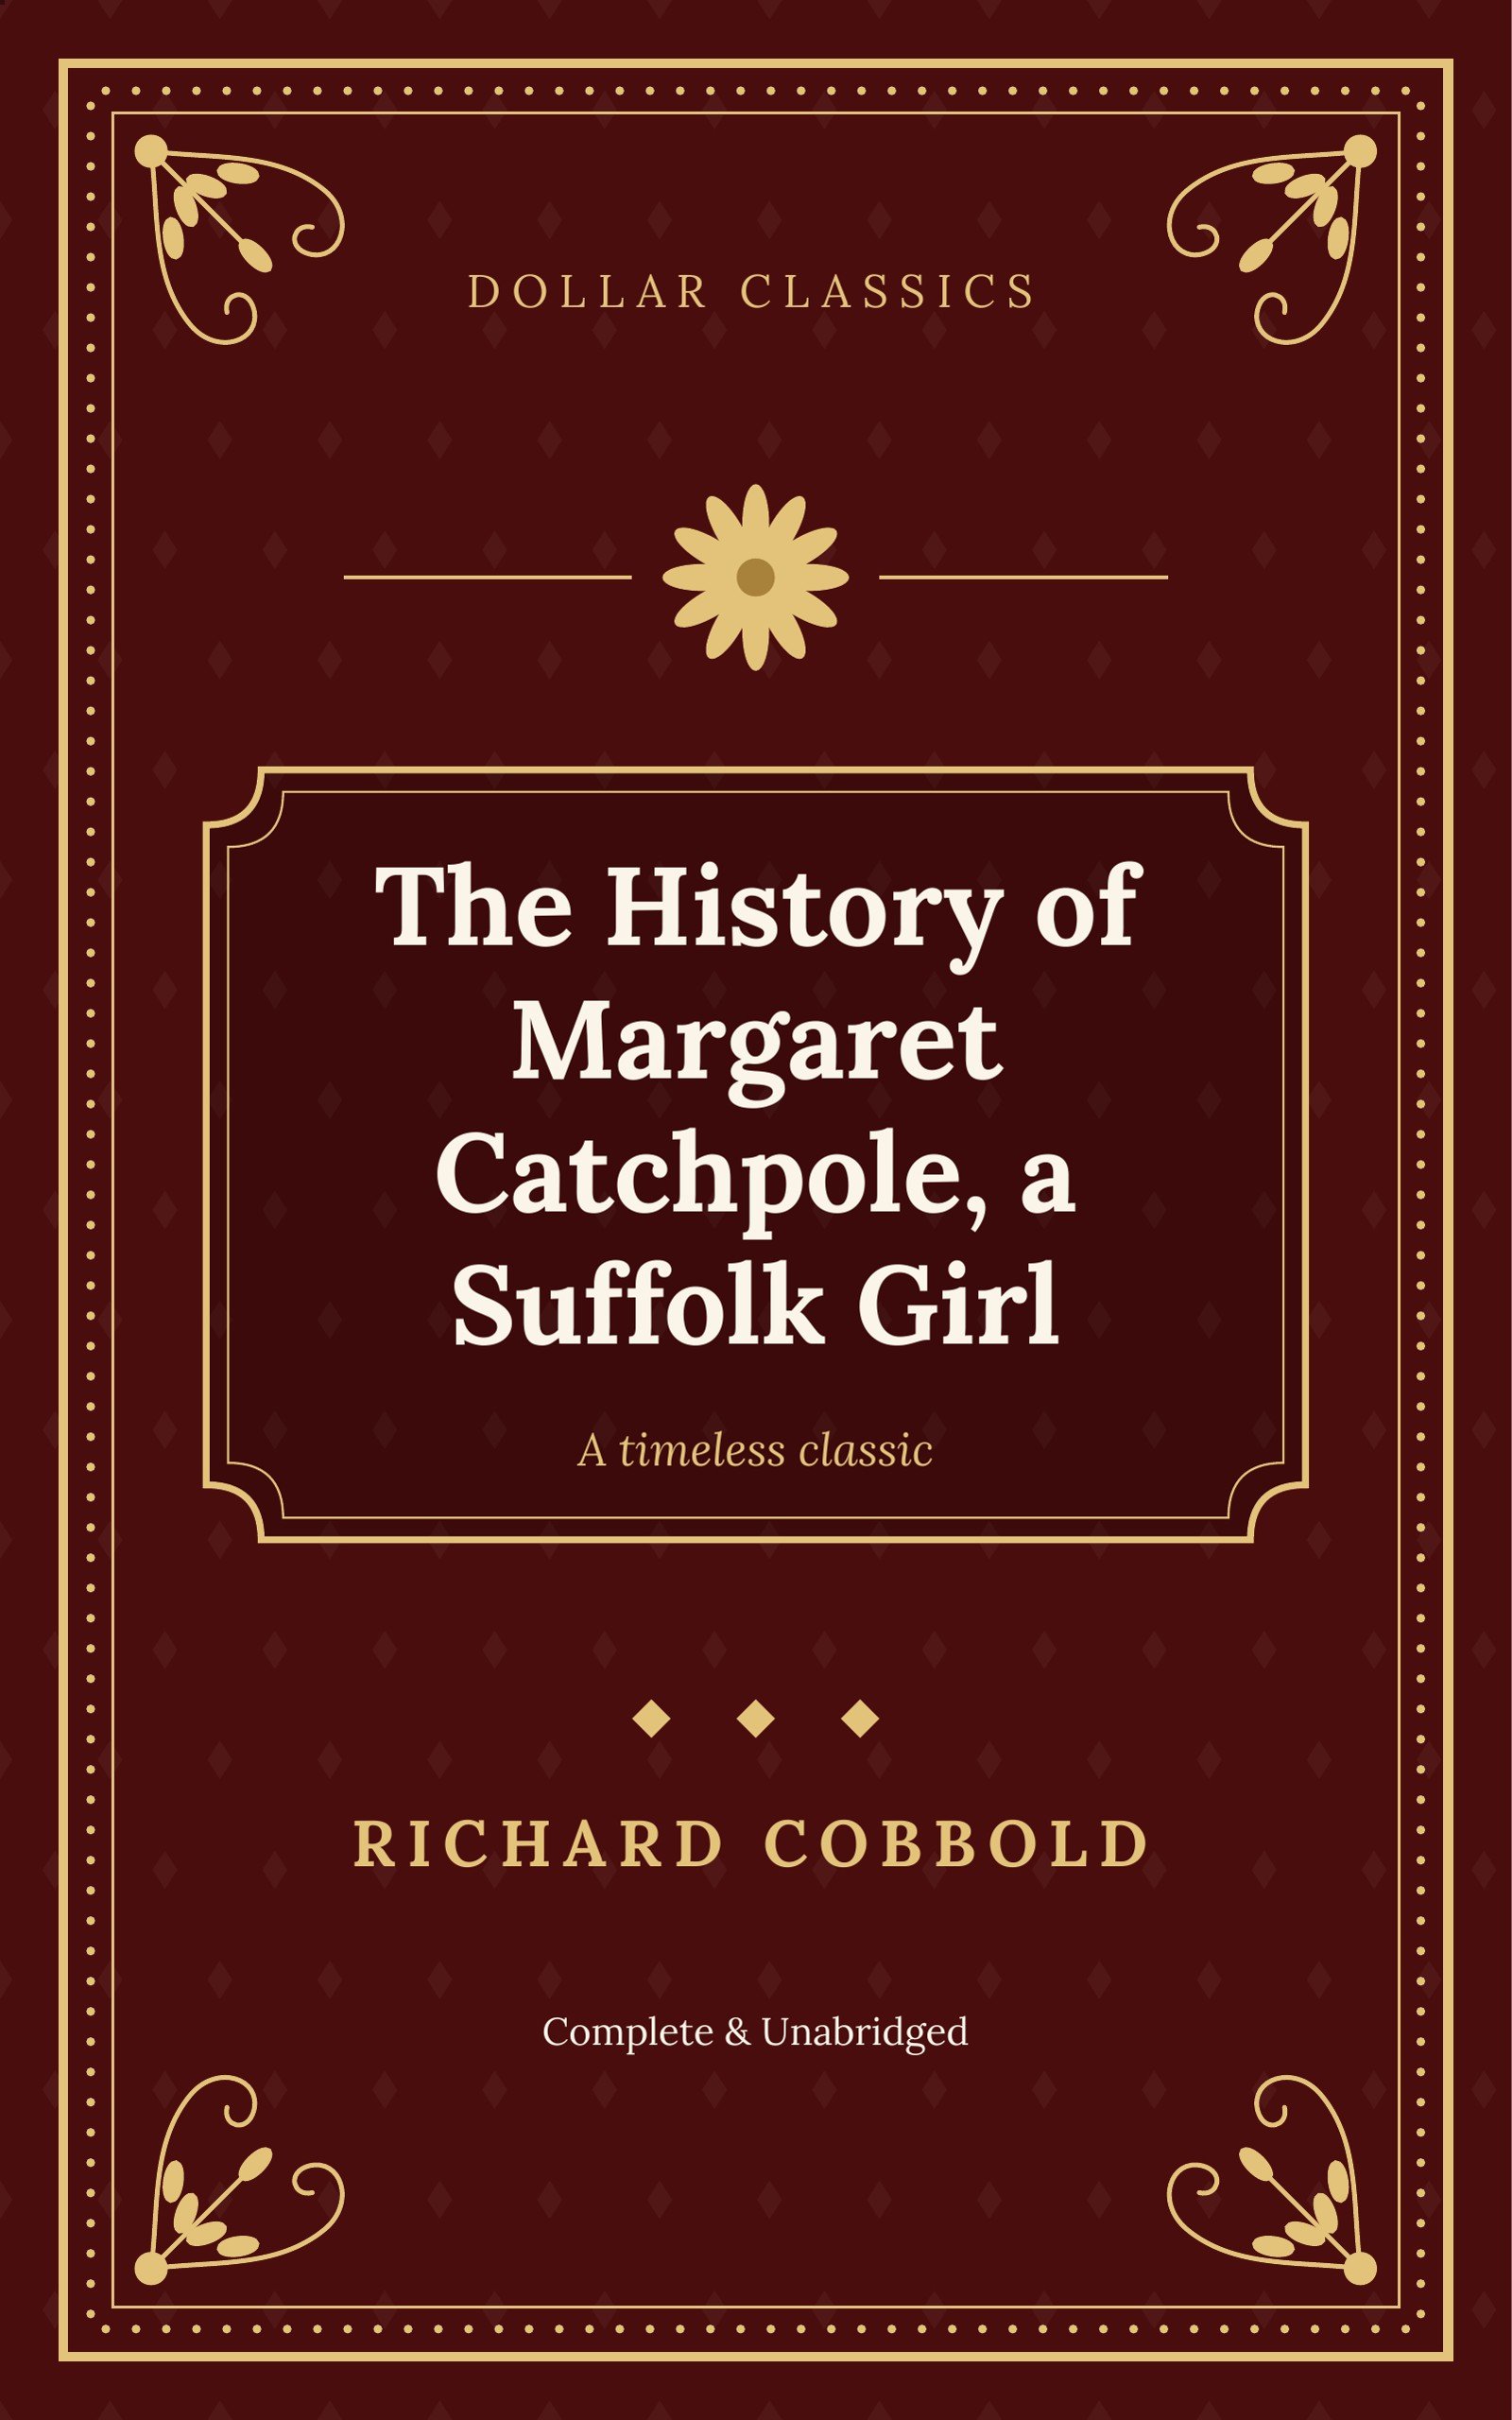 DOLLAR CLASSICS
The History of
Margaret
Catchpole, a
Suffolk Girl
A timeless classic
RICHARD COBBOLD
Complete & Unabridged